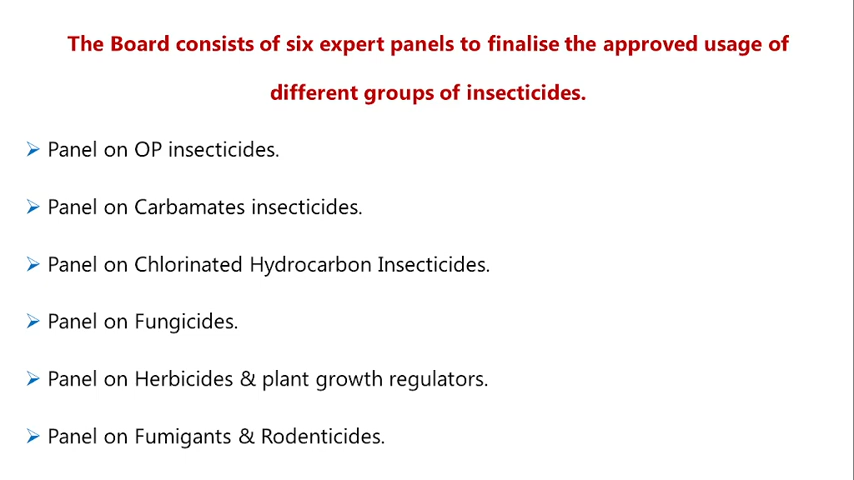 The Board consists of six expert panels to finalise the approved usage of
different groups of insecticides.
➢ Panel on OP insecticides.
➢ Panel on Carbamates insecticides.
➢ Panel on Chlorinated Hydrocarbon Insecticides.
➢ Panel on Fungicides.
➢ Panel on Herbicides & plant growth regulators.
➢ Panel on Fumigants & Rodenticides.